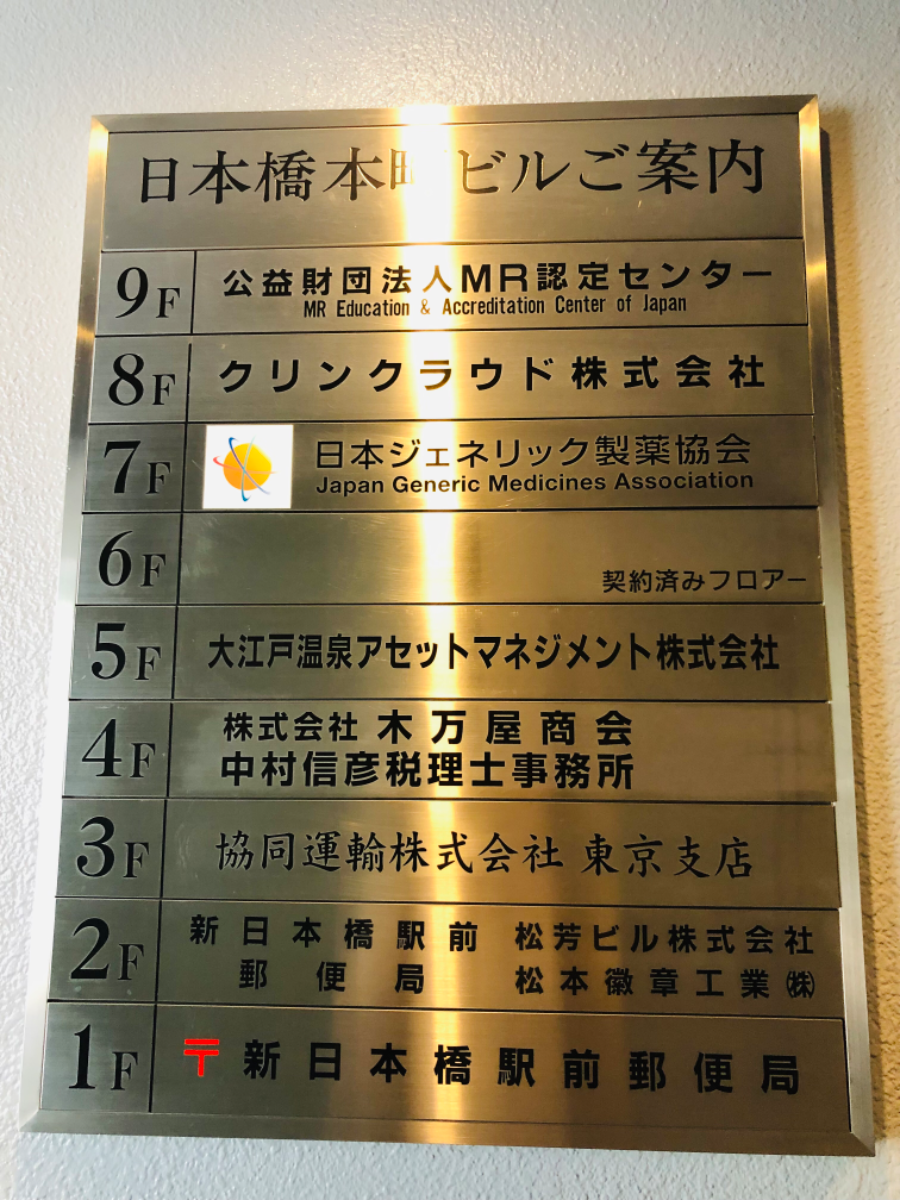 日本橋本町ビルご案内
9F 公益財団法人MR認定センター
MR Education & Accreditation Center of Japan
8F クリンクラウド株式会社
7F 日本ジェネリック製薬協会
Japan Generic Medicines Association
6F 契約済みフロアー
5F 大江戸温泉アセットマネジメント株式会社
4F 株式会社 木万屋商会
中村信彦税理士事務所
3F 協同運輸株式会社 東京支店
2F 新日本橋駅前 松芳ビル株式会社
郵便局 松本徽章工業㈱
1F 〒 新日本橋駅前郵便局